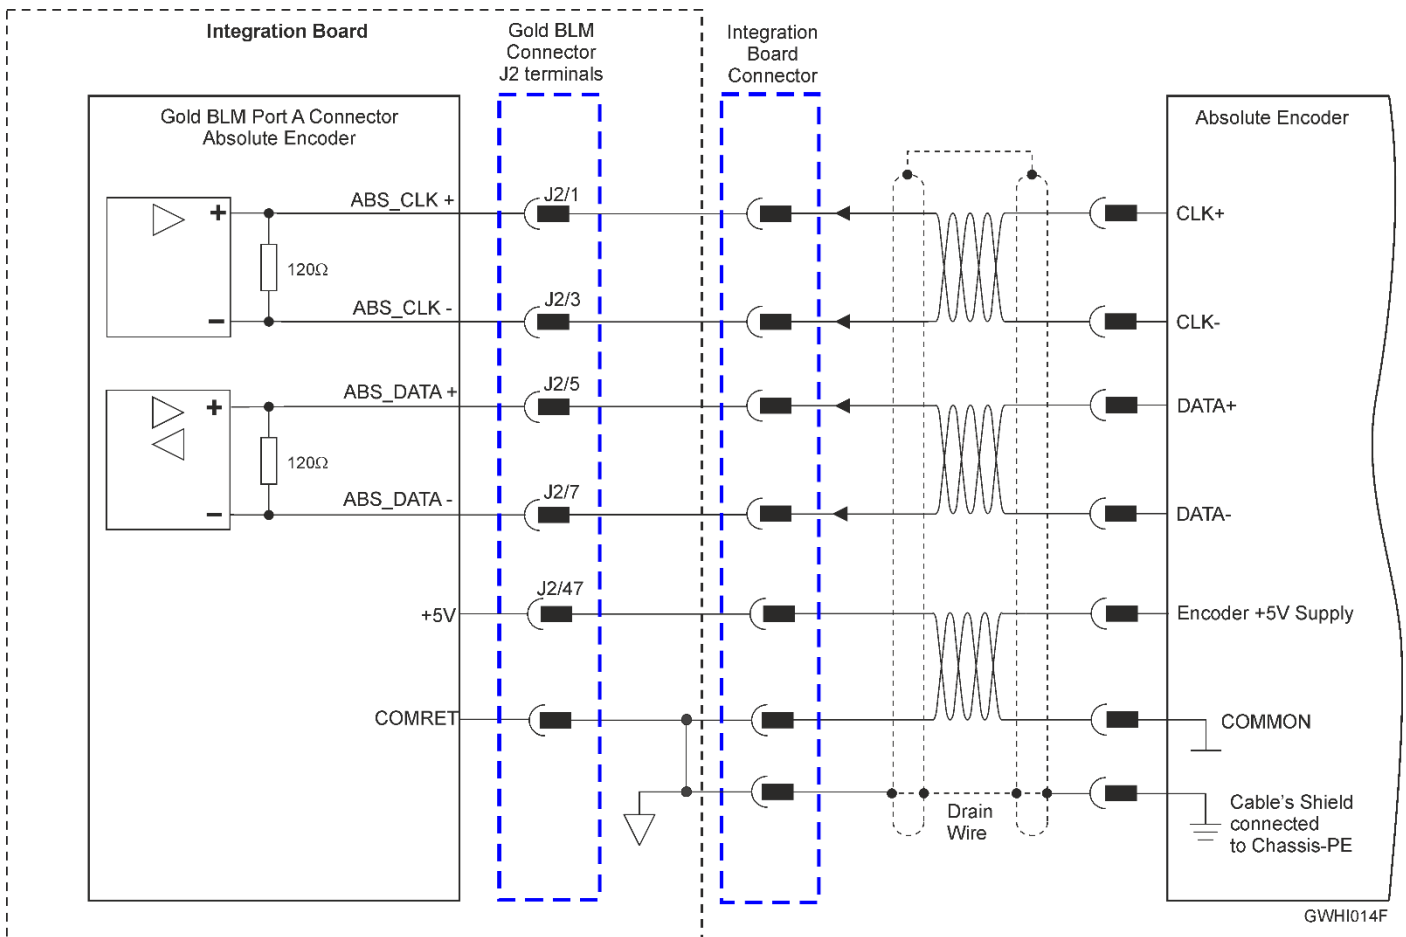 Integration Board
Gold BLM
Connector
J2 terminals
Integration
Board
Connector
Gold BLM Port A Connector
Absolute Encoder
Absolute Encoder
ABS_CLK +
J2/1
+
CLK+
120Ω
ABS_CLK -
J2/3
−
CLK-
ABS_DATA +
J2/5
+
DATA+
120Ω
ABS_DATA -
J2/7
−
DATA-
J2/47
+5V
Encoder +5V Supply
COMRET
COMMON
Drain
Wire
Cable's Shield
connected
to Chassis-PE
GWHI014F